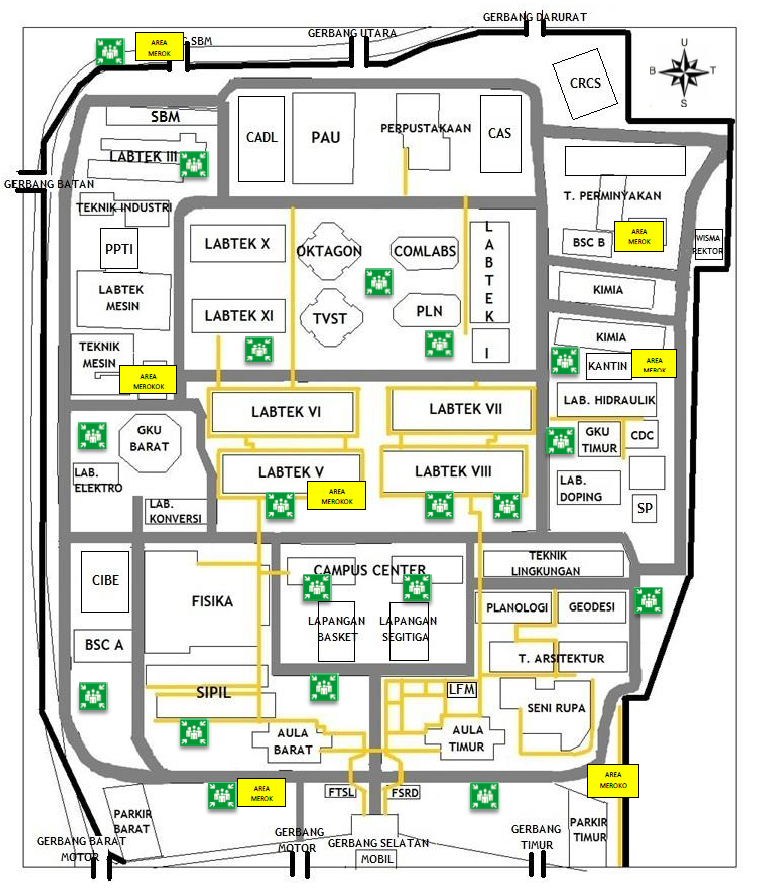 GERBANG DARURAT
GERBANG UTARA
AREA
MEROK
SBM
U
B T
S
CRCS
SBM
CADL
PAU
PERPUSTAKAAN
CAS
LABTEK III
GERBANG BATAN
T. PERMINYAKAN
TEKNIK INDUSTRI
PPTI
LABTEK X
OKTAGON
COMLABS
LABTEK I
BSC B
AREA
MEROK
WISMA
REKTOR
LABTEK
MESIN
KIMIA
LABTEK XI
TVST
PLN
KIMIA
TEKNIK
MESIN
AREA
MEROKOK
KANTIN
AREA
MEROK
LAB. HIDRAULIK
LABTEK VI
LABTEK VII
GKU
BARAT
GKU
TIMUR
CDC
LAB.
ELEKTRO
LABTEK V
LABTEK VIII
AREA
MEROKOK
LAB.
DOPING
SP
LAB.
KONVERSI
CIBE
FISIKA
CAMPUS CENTER
TEKNIK
LINGKUNGAN
LAPANGAN
BASKET
LAPANGAN
SEGITIGA
PLANOLOGI
GEODESI
BSC A
T. ARSITEKTUR
SIPIL
LFM
SENI RUPA
AULA
BARAT
AULA
TIMUR
AREA
MEROKO
AREA
MEROK
FTSL
FSRD
PARKIR
BARAT
PARKIR
TIMUR
GERBANG BARAT
MOTOR
GERBANG
MOTOR
GERBANG SELATAN
MOBIL
GERBANG
TIMUR